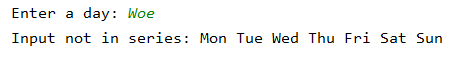 Enter a day: Woe
Input not in series: Mon Tue Wed Thu Fri Sat Sun